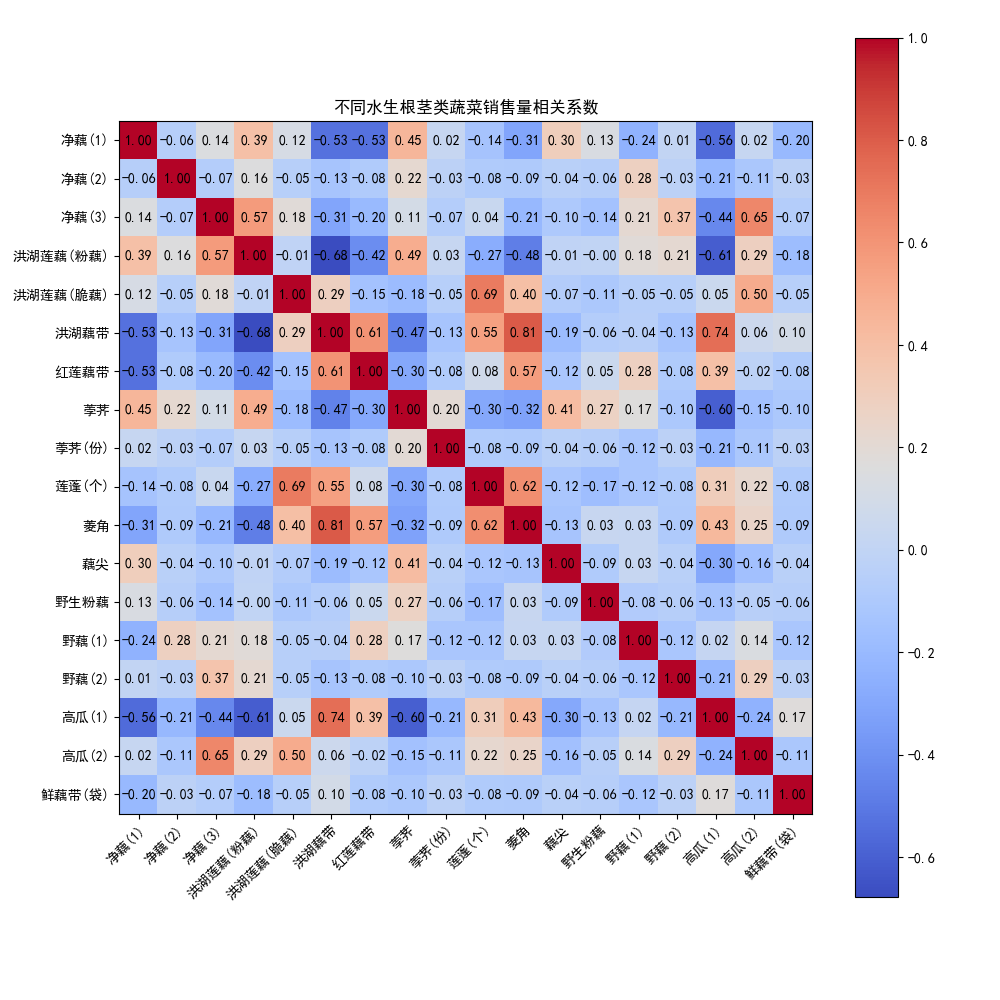 不同水生根茎类蔬菜销售量相关系数
净藕(1) 1.00 -0.06 0.14 0.39 0.12 -0.53 -0.53 0.45 0.02 -0.14 -0.31 0.30 0.13 -0.24 0.01 -0.56 0.02 -0.20
净藕(2) -0.06 1.00 -0.07 0.16 -0.05 -0.13 -0.08 0.22 -0.03 -0.08 -0.09 -0.04 -0.06 0.28 -0.03 -0.21 -0.11 -0.03
净藕(3) 0.14 -0.07 1.00 0.57 0.18 -0.31 -0.20 0.11 -0.07 0.04 -0.21 -0.10 -0.14 0.21 0.37 -0.44 0.65 -0.07
洪湖莲藕(粉藕) 0.39 0.16 0.57 1.00 -0.01 -0.68 -0.42 0.49 0.03 -0.27 -0.48 -0.01 -0.00 0.18 0.21 -0.61 0.29 -0.18
洪湖莲藕(脆藕) 0.12 -0.05 0.18 -0.01 1.00 0.29 -0.15 -0.18 -0.05 0.69 0.40 -0.07 -0.11 -0.05 -0.05 0.05 0.50 -0.05
洪湖藕带 -0.53 -0.13 -0.31 -0.68 0.29 1.00 0.61 -0.47 -0.13 0.55 0.81 -0.19 -0.06 -0.04 -0.13 0.74 0.06 0.10
红莲藕带 -0.53 -0.08 -0.20 -0.42 -0.15 0.61 1.00 -0.30 -0.08 0.08 0.57 -0.12 0.05 0.28 -0.08 0.39 -0.02 -0.08
荸荠 0.45 0.22 0.11 0.49 -0.18 -0.47 -0.30 1.00 0.20 -0.30 -0.32 0.41 0.27 0.17 -0.10 -0.60 -0.15 -0.10
荸荠(份) 0.02 -0.03 -0.07 0.03 -0.05 -0.13 -0.08 0.20 1.00 -0.08 -0.09 -0.04 -0.06 -0.12 -0.03 -0.21 -0.11 -0.03
莲蓬(个) -0.14 -0.08 0.04 -0.27 0.69 0.55 0.08 -0.30 -0.08 1.00 0.62 -0.12 -0.17 -0.12 -0.08 0.31 0.22 -0.08
菱角 -0.31 -0.09 -0.21 -0.48 0.40 0.81 0.57 -0.32 -0.09 0.62 1.00 -0.13 0.03 0.03 -0.09 0.43 0.25 -0.09
藕尖 0.30 -0.04 -0.10 -0.01 -0.07 -0.19 -0.12 0.41 -0.04 -0.12 -0.13 1.00 -0.09 0.03 -0.04 -0.30 -0.16 -0.04
野生粉藕 0.13 -0.06 -0.14 -0.00 -0.11 -0.06 0.05 0.27 -0.06 -0.17 0.03 -0.09 1.00 -0.08 -0.06 -0.13 -0.05 -0.06
野藕(1) -0.24 0.28 0.21 0.18 -0.05 -0.04 0.28 0.17 -0.12 -0.12 0.03 0.03 -0.08 1.00 -0.12 0.02 0.14 -0.12
野藕(2) 0.01 -0.03 0.37 0.21 -0.05 -0.13 -0.08 -0.10 -0.03 -0.08 -0.09 -0.04 -0.06 -0.12 1.00 -0.21 0.29 -0.03
高瓜(1) -0.56 -0.21 -0.44 -0.61 0.05 0.74 0.39 -0.60 -0.21 0.31 0.43 -0.30 -0.13 0.02 -0.21 1.00 -0.24 0.17
高瓜(2) 0.02 -0.11 0.65 0.29 0.50 0.06 -0.02 -0.15 -0.11 0.22 0.25 -0.16 -0.05 0.14 0.29 -0.24 1.00 -0.11
鲜藕带(袋) -0.20 -0.03 -0.07 -0.18 -0.05 0.10 -0.08 -0.10 -0.03 -0.08 -0.09 -0.04 -0.06 -0.12 -0.03 0.17 -0.11 1.00
净藕(1) 净藕(2) 净藕(3) 洪湖莲藕(粉藕) 洪湖莲藕(脆藕) 洪湖藕带 红莲藕带 荸荠 荸荠(份) 莲蓬(个) 菱角 藕尖 野生粉藕 野藕(1) 野藕(2) 高瓜(1) 高瓜(2) 鲜藕带(袋)
1.0
0.8
0.6
0.4
0.2
0.0
-0.2
-0.4
-0.6